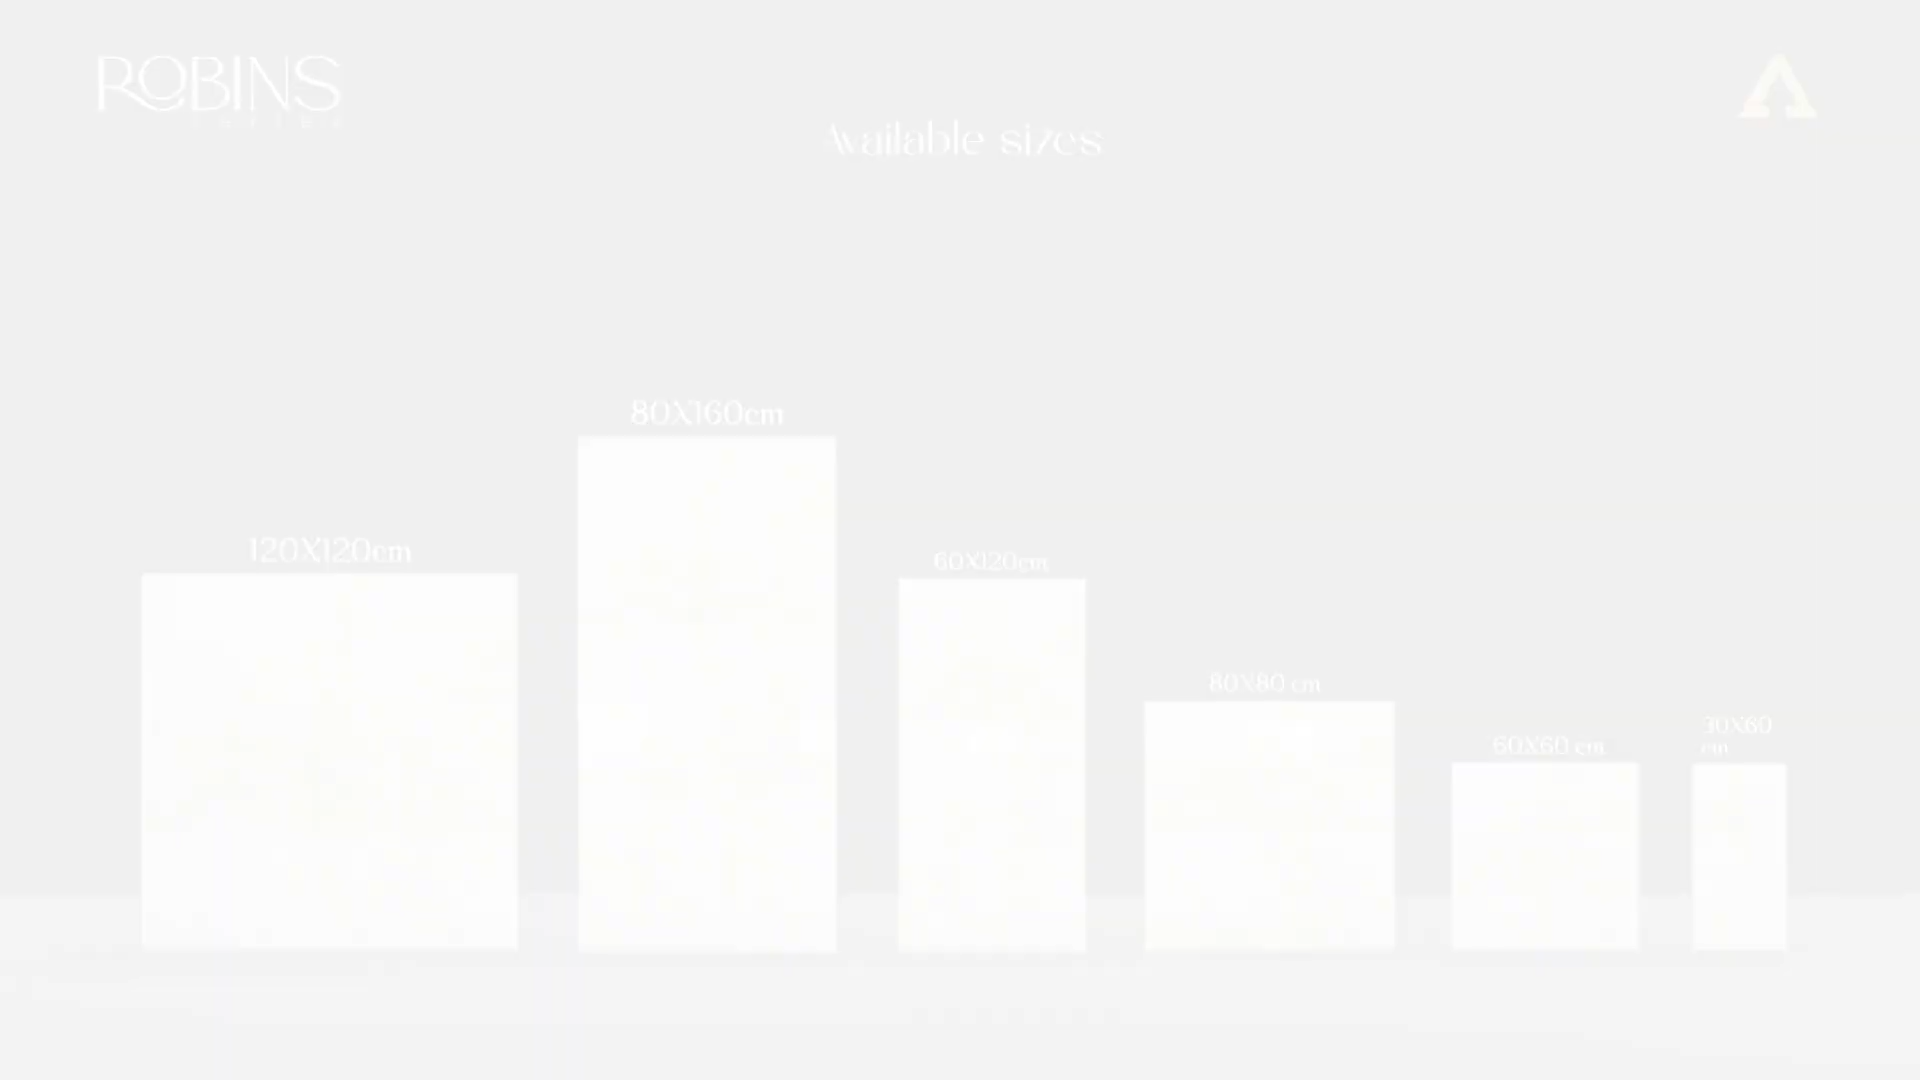 ROBINS
Available sizes
80X160cm
120X120cm
60X120cm
80X80 cm
60X60 cm
30X60
cm